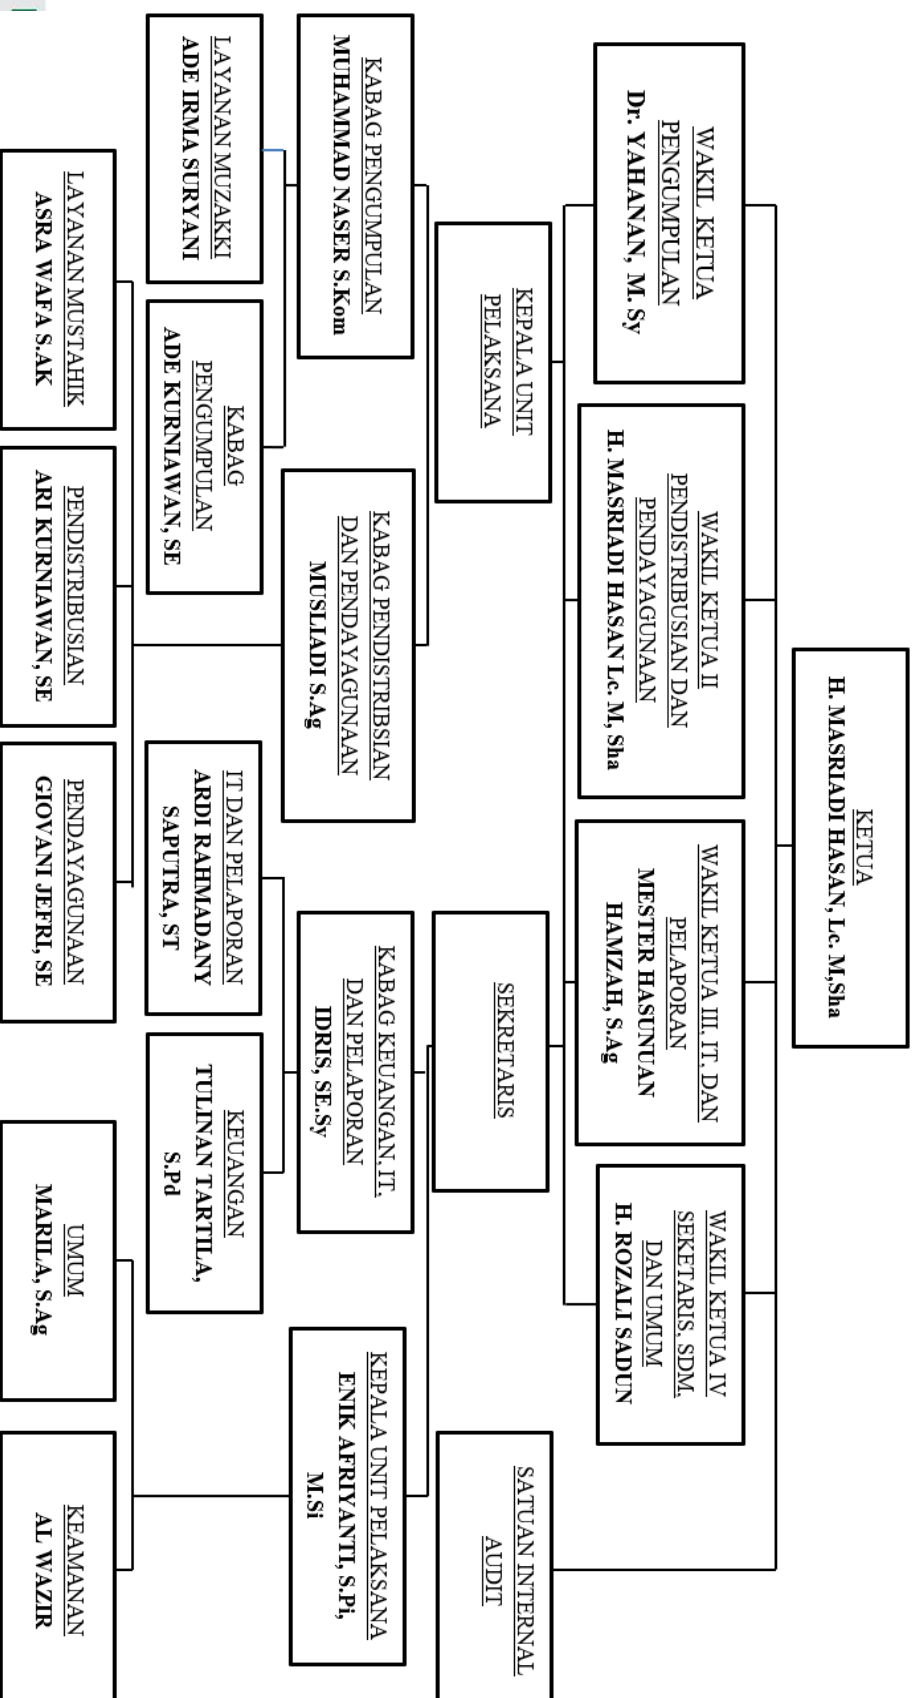 KETUA
H. MASRIADI HASAN, Lc. M,Sha
WAKIL KETUA
PENGUMPULAN
Dr. YAHANAN, M. Sy
WAKIL KETUA II
PENDISTRIBUSIAN DAN
PENDAYAGUNAAN
H. MASRIADI HASAN Lc. M, Sha
WAKIL KETUA III, IT, DAN
PELAPORAN
MESTER HASUNUAN
HAMZAH, S.Ag
WAKIL KETUA IV
SEKETARIS, SDM,
DAN UMUM
H. ROZALI SADUN
KEPALA UNIT
PELAKSANA
SEKRETARIS
SATUAN INTERNAL
AUDIT
KABAG PENGUMPULAN
MUHAMMAD NASER S.Kom
KABAG PENDISTRIBSIAN
DAN PENDAYAGUNAAN
MUSLIADI S.Ag
KABAG KEUANGAN, IT,
DAN PELAPORAN
IDRIS, SE.Sy
KEPALA UNIT PELAKSANA
ENIK AFRIYANTI, S.Pi,
M.Si
LAYANAN MUZAKKI
ADE IRMA SURYANI
KABAG
PENGUMPULAN
ADE KURNIAWAN, SE
IT DAN PELAPORAN
ARDI RAHMADANY
SAPUTRA, ST
KEUANGAN
TULINAN TARTILA,
S.Pd
LAYANAN MUSTAHIK
ASRA WAFA S.AK
PENDISTRIBUSIAN
ARI KURNIAWAN, SE
PENDAYAGUNAAN
GIOVANI JEFRI, SE
UMUM
MARILA, S.Ag
KEAMANAN
AL WAZIR